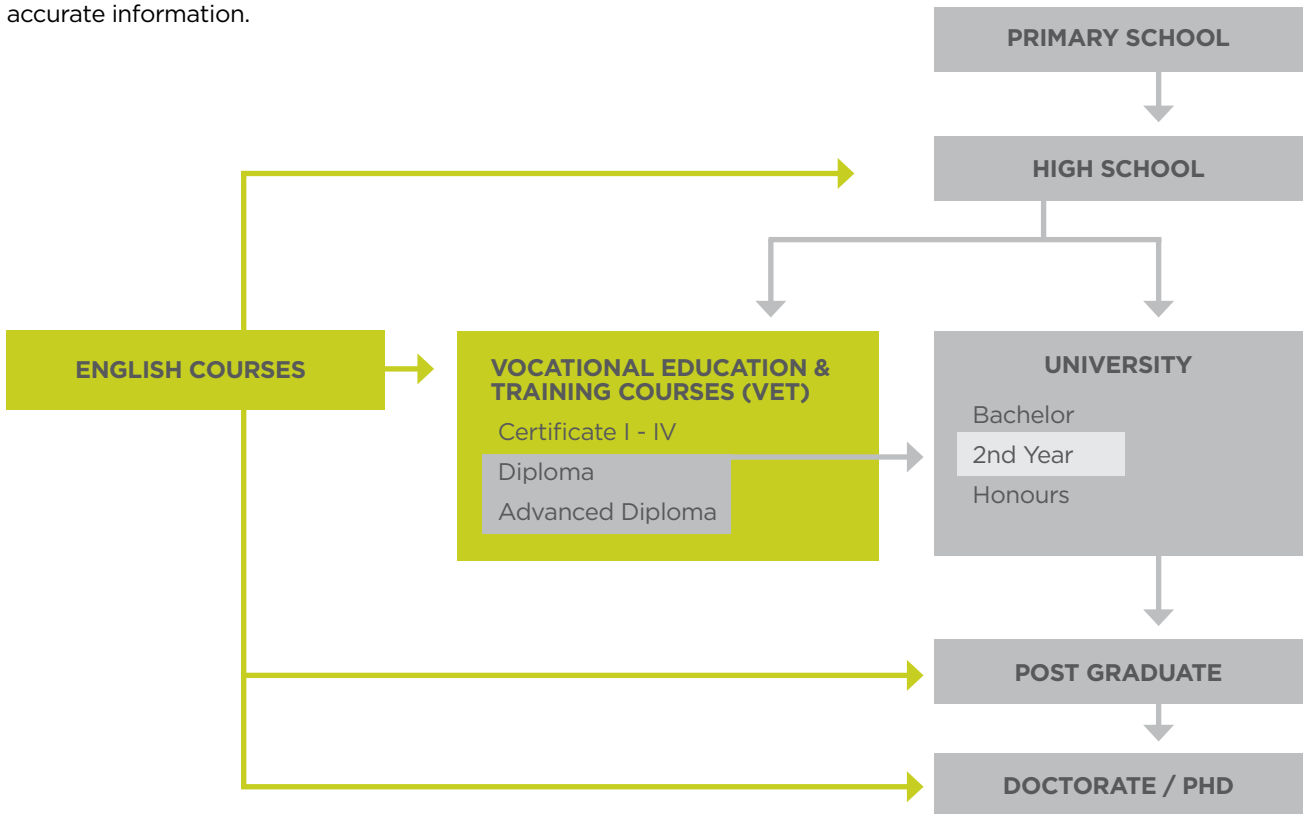 accurate information.
PRIMARY SCHOOL
HIGH SCHOOL
ENGLISH COURSES
VOCATIONAL EDUCATION &
TRAINING COURSES (VET)
Certificate I - IV
Diploma
Advanced Diploma
UNIVERSITY
Bachelor
2nd Year
Honours
POST GRADUATE
DOCTORATE / PHD